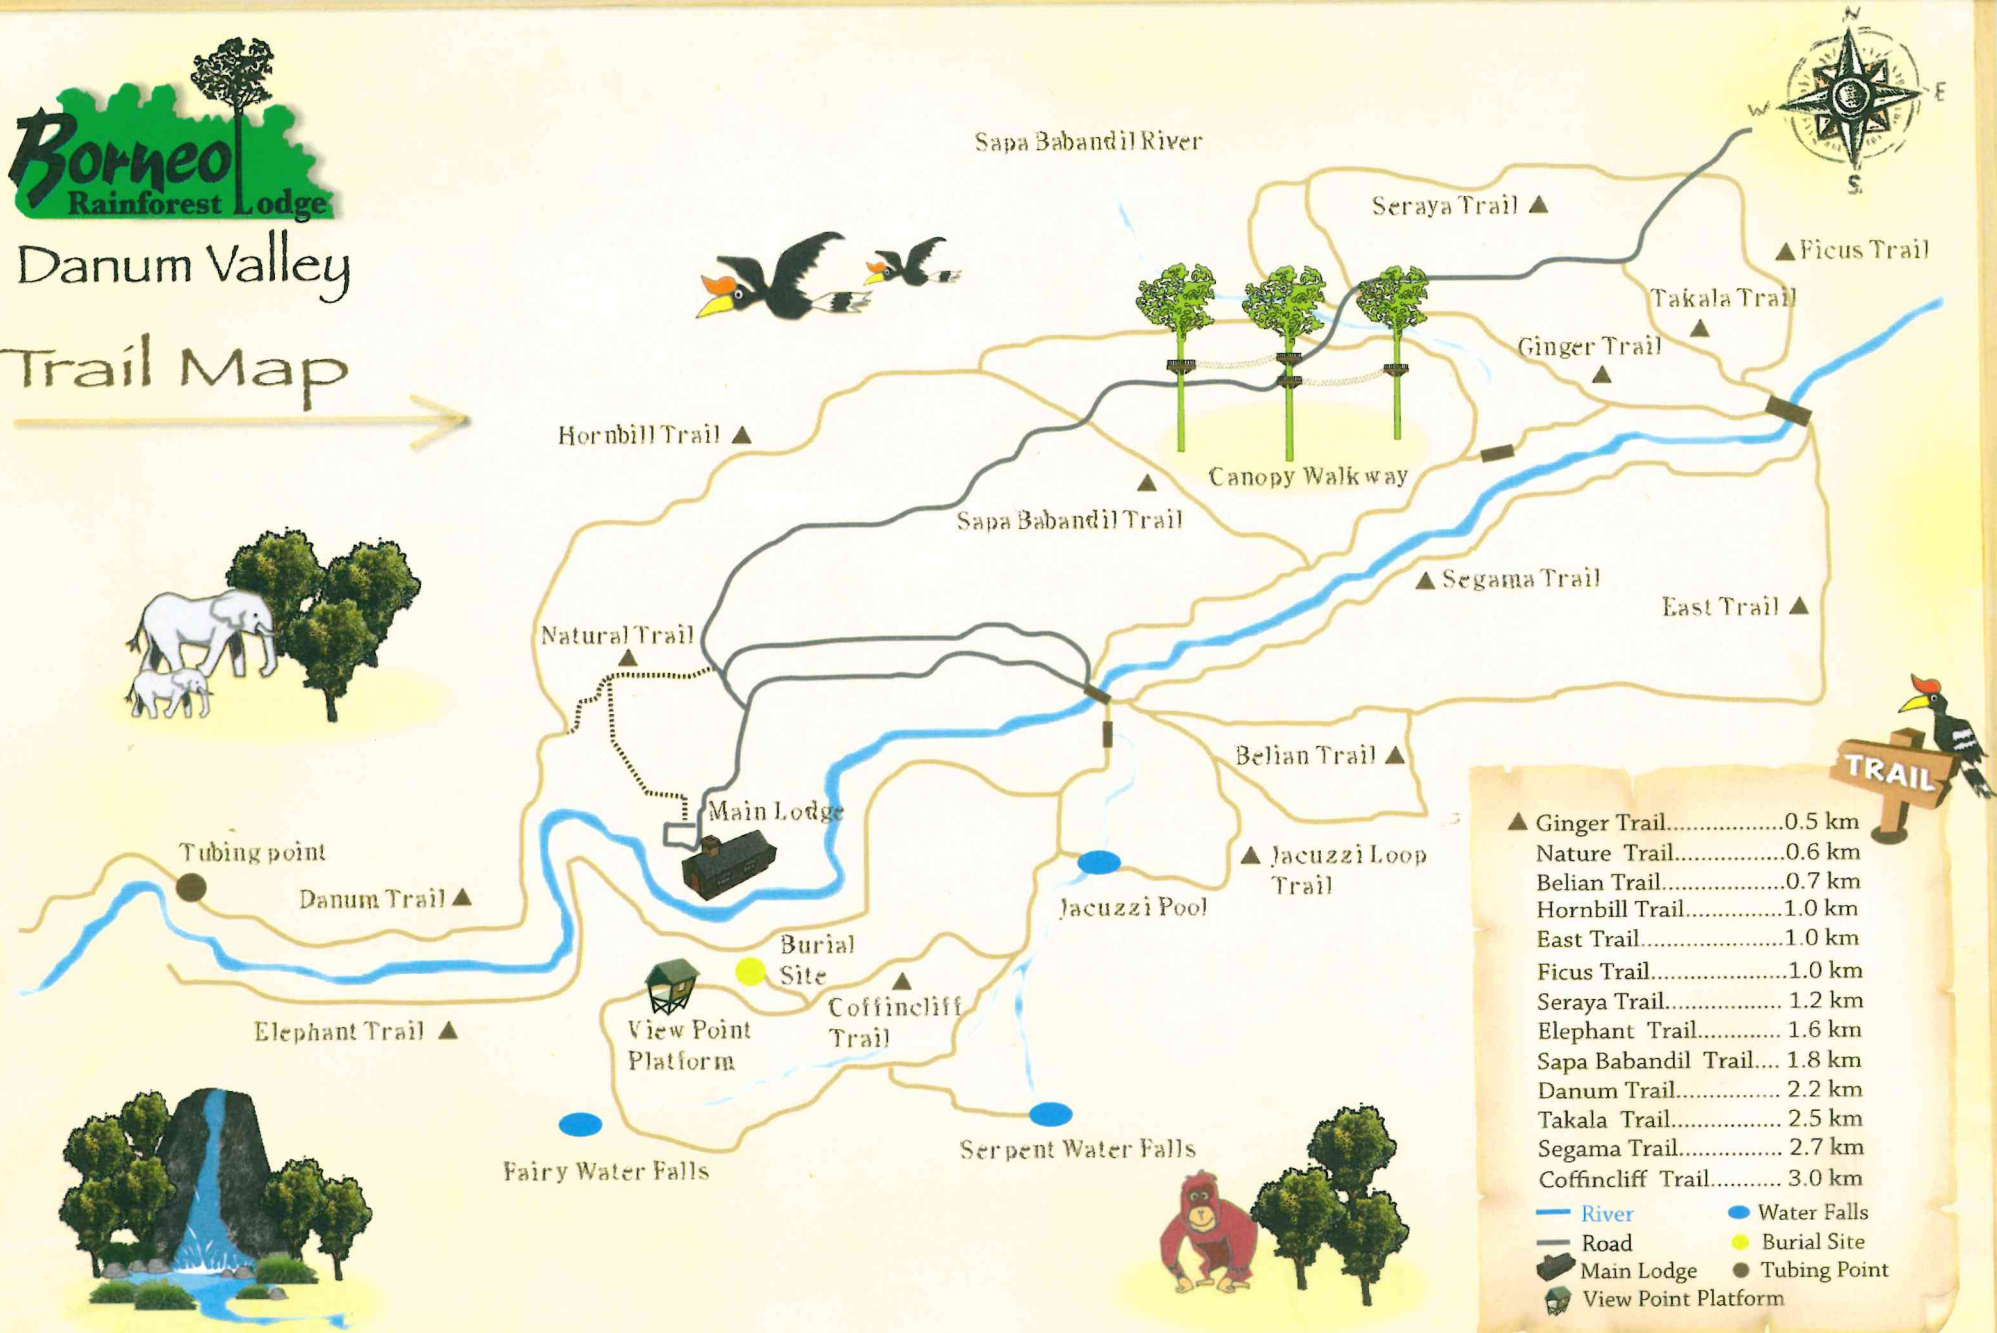 Borneo
Rainforest Lodge
Danum Valley
Trail Map
N
W
E
S
Sapa Babandil River
Seraya Trail
Ficus Trail
Takala Trail
Ginger Trail
Hornbill Trail
Canopy Walkway
Sapa Babandil Trail
Segama Trail
East Trail
Natural Trail
Belian Trail
Main Lodge
Tubing point
Danum Trail
Jacuzzi Loop
Trail
Jacuzzi Pool
Burial
Site
Coffincliff
Trail
View Point
Platform
Elephant Trail
Serpent Water Falls
Fairy Water Falls
TRAIL
Ginger Trail..................0.5 km
Nature Trail.................0.6 km
Belian Trail...................0.7 km
Hornbill Trail...............1.0 km
East Trail......................1.0 km
Ficus Trail.....................1.0 km
Seraya Trail.................. 1.2 km
Elephant Trail............. 1.6 km
Sapa Babandil Trail.... 1.8 km
Danum Trail................ 2.2 km
Takala Trail................. 2.5 km
Segama Trail................ 2.7 km
Coffincliff Trail........... 3.0 km
River
Water Falls
Road
Burial Site
Main Lodge
Tubing Point
View Point Platform